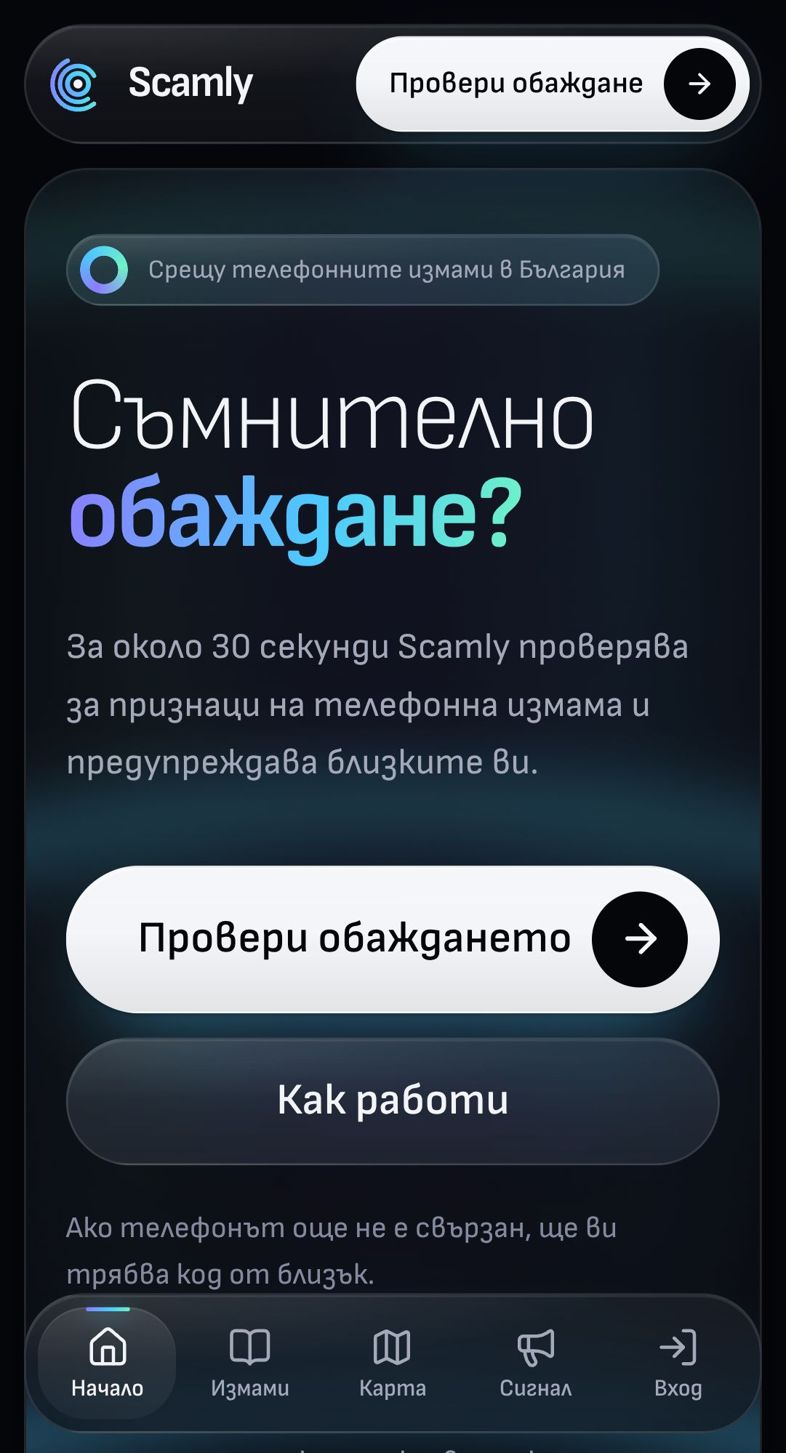 Scamly
Провери обаждане
Срещу телефонните измами в България
Съмнително
обаждане?
За около 30 секунди Scamly проверява
за признаци на телефонна измама и
предупреждава близките ви.
Провери обаждането
Как работи
Ако телефонът още не е свързан, ще ви
трябва код от близък.
Начало
Измами
Карта
Сигнал
Вход